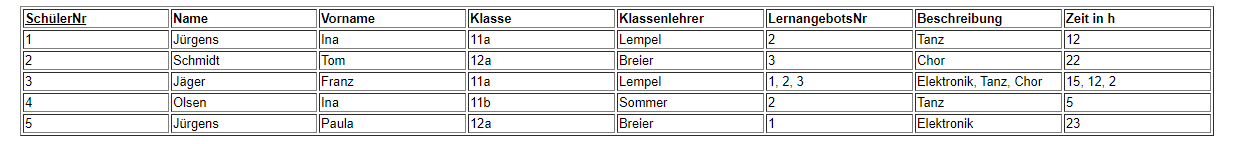 SchülerNr Name Vorname Klasse Klassenlehrer LernangebotsNr Beschreibung Zeit in h
1 Jürgens Ina 11a Lempel 2 Tanz 12
2 Schmidt Tom 12a Breier 3 Chor 22
3 Jäger Franz 11a Lempel 1, 2, 3 Elektronik, Tanz, Chor 15, 12, 2
4 Olsen Ina 11b Sommer 2 Tanz 5
5 Jürgens Paula 12a Breier 1 Elektronik 23